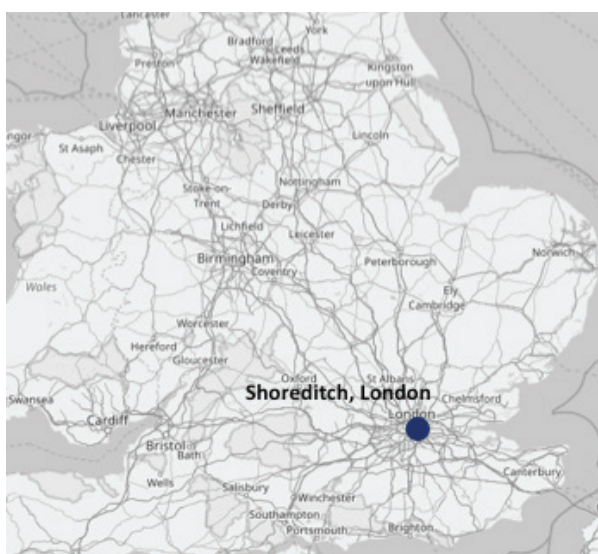 Lancaster
York
Bradford
Leeds
Wakefield
Preston
Kingston
upon Hull
Manchester
Sheffield
Liverpool
Lincoln
ngor
St Asaph
Chester
Stoke-on-
Trent
Nottingham
Derby
Lichfield
Leicester
Birmingham
Coventry
Peterborough
Norwich
Ely
Cambridge
Wales
Worcester
Hereford
Gloucester
Oxford
St Albans
Shoreditch, London
Chelmsford
London
Swansea
Cardiff
Bristol
Bath
Wells
Canterbury
Salisbury
Winchester
Southampton
Portsmouth
Brighton